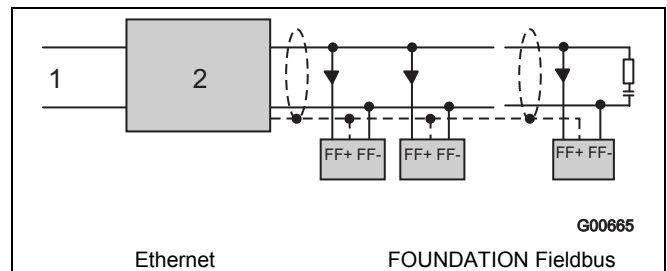 1
2
FF+ FF- FF+ FF- FF+ FF-
G00665
Ethernet FOUNDATION Fieldbus